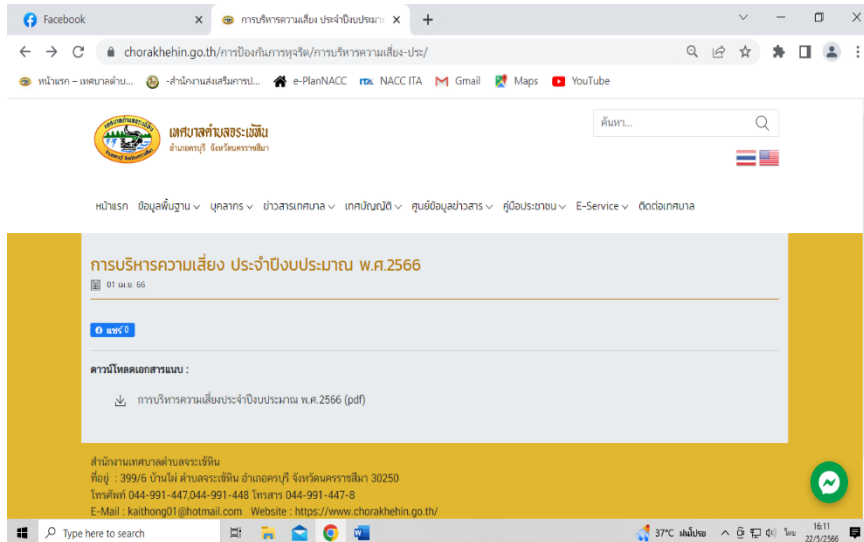 Facebook
การบริหารความเสี่ยง ประจำปีงบประมาณ
chorakhehin.go.th/การป้องกันการทุจริต/การบริหารความเสี่ยง-ประ/
หน้าแรก – เทศบาลตำบ... -สำนักงานส่งเสริมการป... e-PlanNACC ITA NACC ITA Gmail Maps YouTube
เทศบาลตำบลจระเข้หิน
อำเภอครบุรี จังหวัดนครราชสีมา
ค้นหา...
หน้าแรก ข้อมูลพื้นฐาน บุคลากร ข่าวสารเทศบาล เทศบัญญัติ ศูนย์ข้อมูลข่าวสาร คู่มือประชาชน E-Service ติดต่อเทศบาล
การบริหารความเสี่ยง ประจำปีงบประมาณ พ.ศ.2566
01 เม.ย. 66
แชร์ 0
ดาวน์โหลดเอกสารแนบ :
การบริหารความเสี่ยงประจำปีงบประมาณ พ.ศ.2566 (pdf)
สำนักงานเทศบาลตำบลจระเข้หิน
ที่อยู่ : 399/6 บ้านไผ่ ตำบลจระเข้หิน อำเภอครบุรี จังหวัดนครราชสีมา 30250
โทรศัพท์ 044-991-447,044-991-448 โทรสาร 044-991-447-8
E-Mail : kaithong01@hotmail.com Website : https://www.chorakhehin.go.th/
Type here to search
37°C ฝนไปรย
ไทย
16:11
22/5/2566